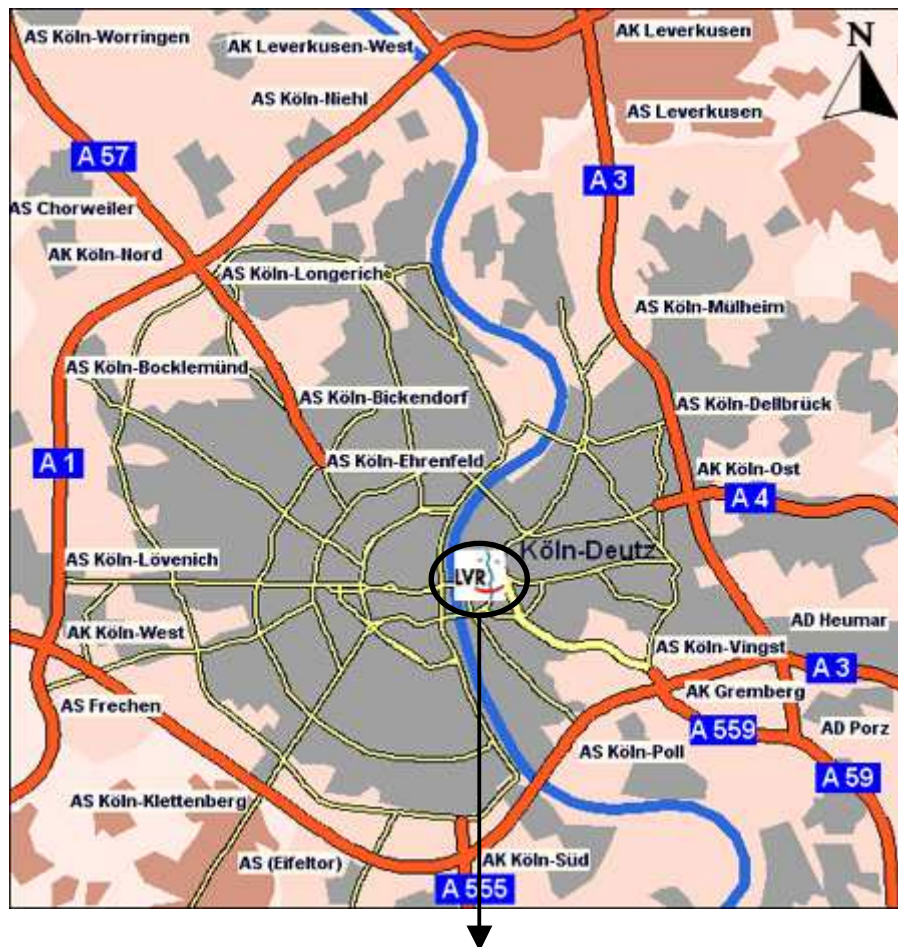 AS Köln-Worringen
AK Leverkusen-West
AK Leverkusen
N
AS Köln-Niehl
AS Leverkusen
A 57
A 3
AS Chorweiler
AK Köln-Nord
AS Köln-Longerich
AS Köln-Mülheim
AS Köln-Bocklemünd
AS Köln-Bickendorf
AS Köln-Dellbrück
A 1
AS Köln-Ehrenfeld
AK Köln-Ost
A 4
AS Köln-Lövenich
Köln-Deutz
LVR
AK Köln-West
AD Heumar
AS Köln-Vingst
A 3
AS Frechen
AK Gremberg
A 559
AD Porz
AS Köln-Poll
A 59
AS Köln-Klettenberg
AS (Eifeltor)
AK Köln-Süd
A 555